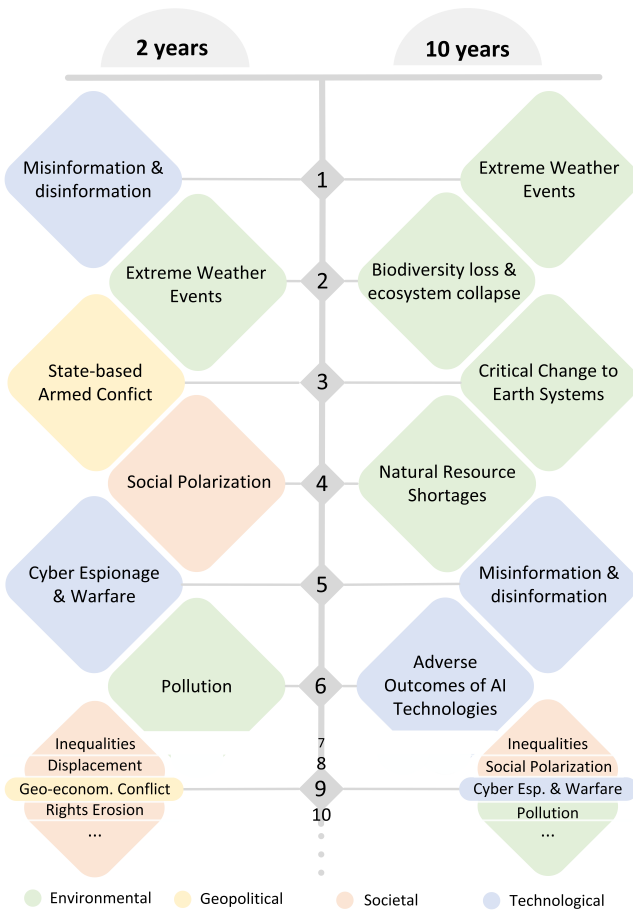 2 years
10 years
Misinformation &
disinformation
1
Extreme Weather
Events
Extreme Weather
Events
2
Biodiversity loss &
ecosystem collapse
State-based
Armed Confict
3
Critical Change to
Earth Systems
Social Polarization
4
Natural Resource
Shortages
Cyber Espionage
& Warfare
5
Misinformation &
disinformation
Pollution
6
Adverse
Outcomes of AI
Technologies
Inequalities
7
Inequalities
Displacement
8
Social Polarization
Geo-econom. Conflict
9
Cyber Esp. & Warfare
Rights Erosion
10
Pollution
...
...
Environmental
Geopolitical
Societal
Technological